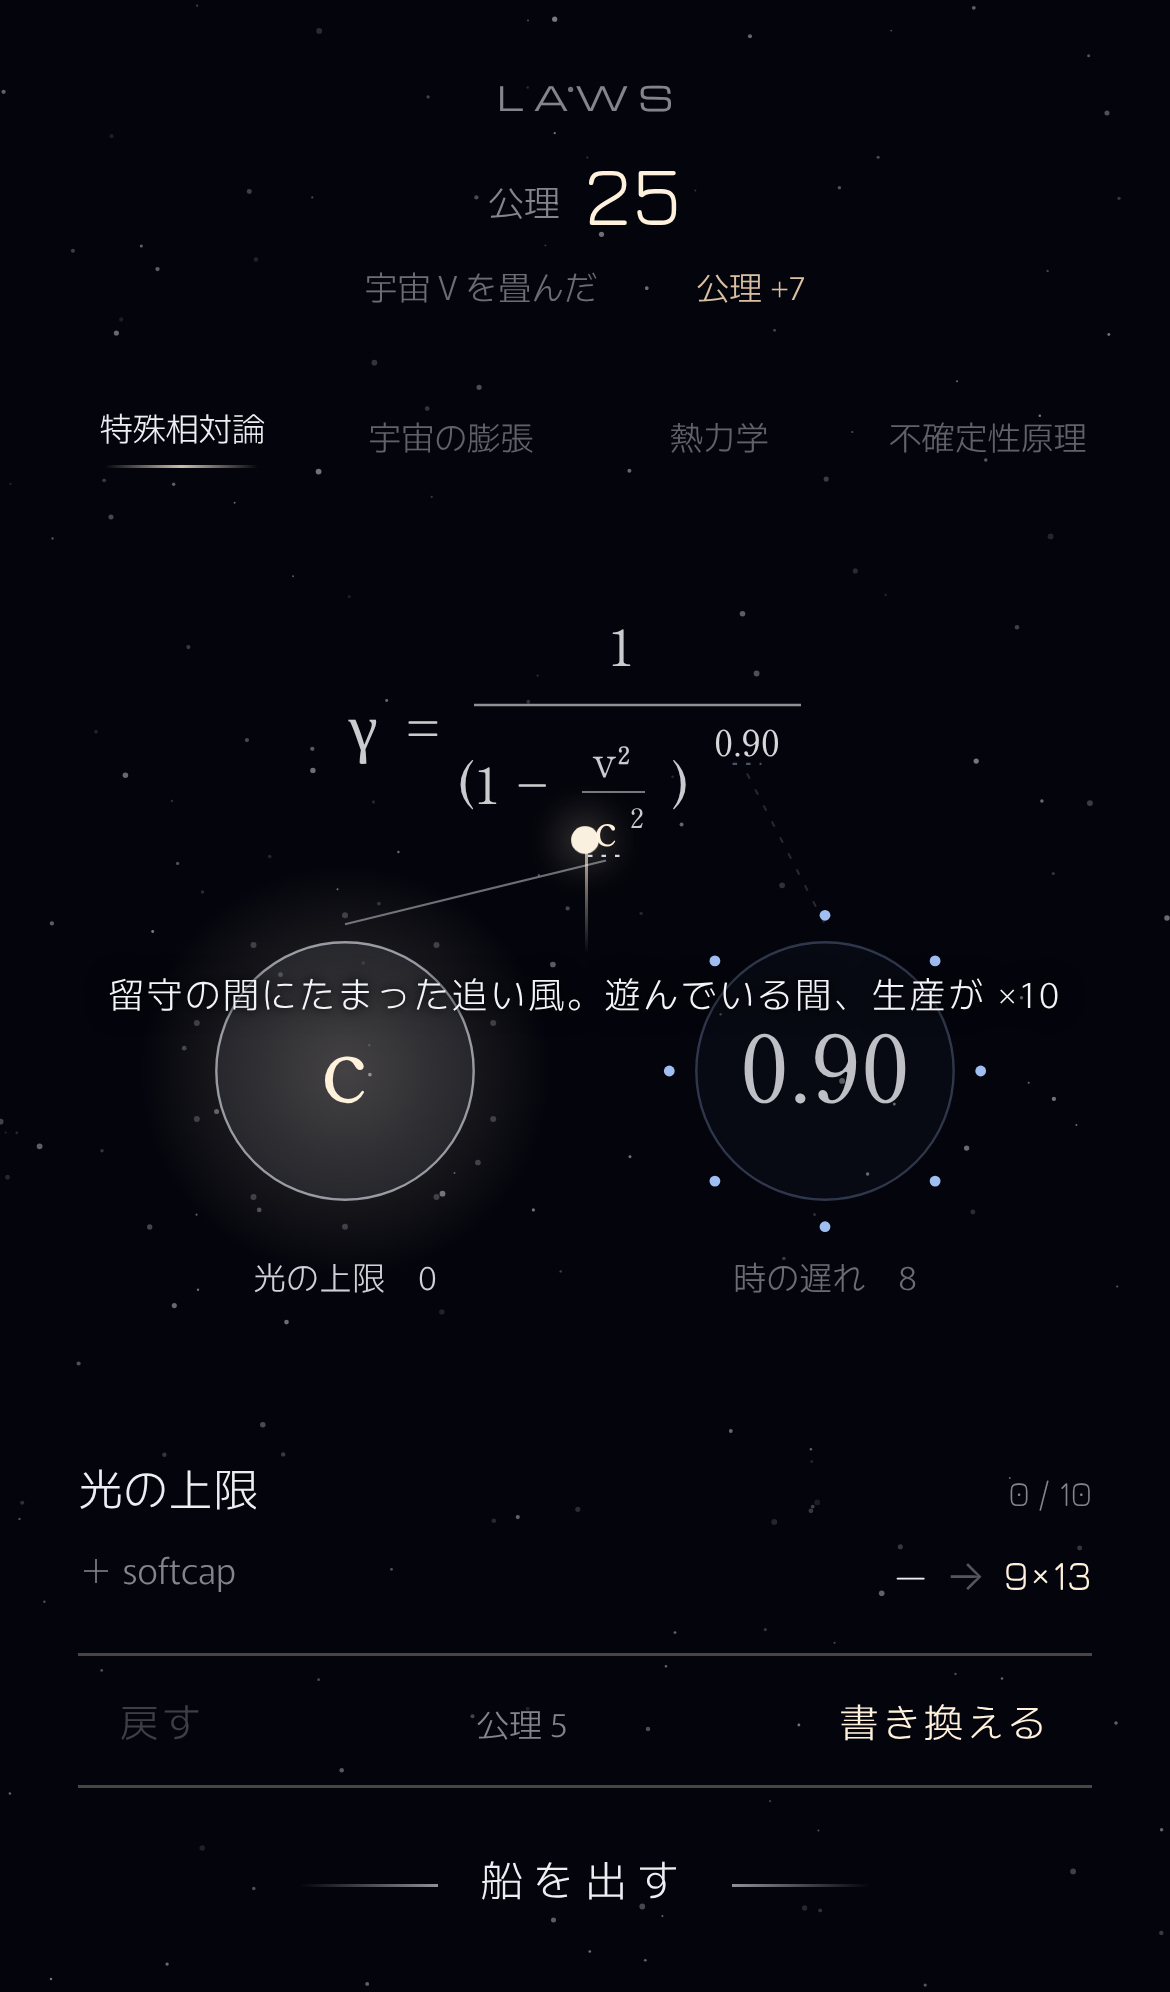 LAWS
公理 25
宇宙 V を畳んだ ・ 公理 +7
特殊相対論 宇宙の膨張 熱力学 不確定性原理
1
γ =
(1 − v² / c ²) 0.90
留守の間にたまった追い風。遊んでいる間、生産が ×10
c 0.90
光の上限 0 時の遅れ 8
光の上限 0 / 10
+ softcap — → 9×13
戻す 公理 5 書き換える
船を出す